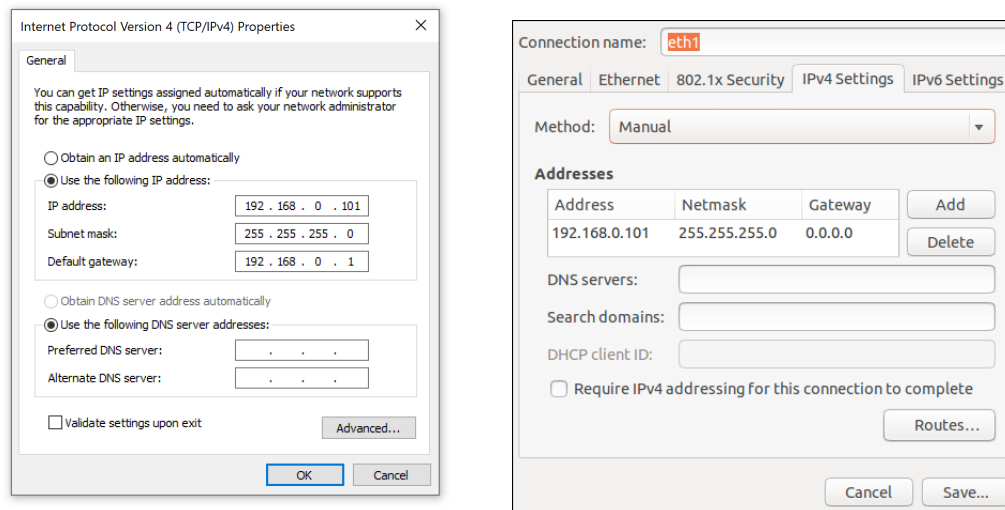 Internet Protocol Version 4 (TCP/IPv4) Properties
General
You can get IP settings assigned automatically if your network supports
this capability. Otherwise, you need to ask your network administrator
for the appropriate IP settings.
Obtain an IP address automatically
Use the following IP address:
IP address: 192 . 168 . 0 . 101
Subnet mask: 255 . 255 . 255 . 0
Default gateway: 192 . 168 . 0 . 1
Obtain DNS server address automatically
Use the following DNS server addresses:
Preferred DNS server: . . .
Alternate DNS server: . . .
Validate settings upon exit
Advanced...
OK Cancel
Connection name: eth1
General Ethernet 802.1x Security IPv4 Settings IPv6 Settings
Method: Manual
Addresses
Address Netmask Gateway Add
192.168.0.101 255.255.255.0 0.0.0.0 Delete
DNS servers:
Search domains:
DHCP client ID:
Require IPv4 addressing for this connection to complete
Routes...
Cancel Save...